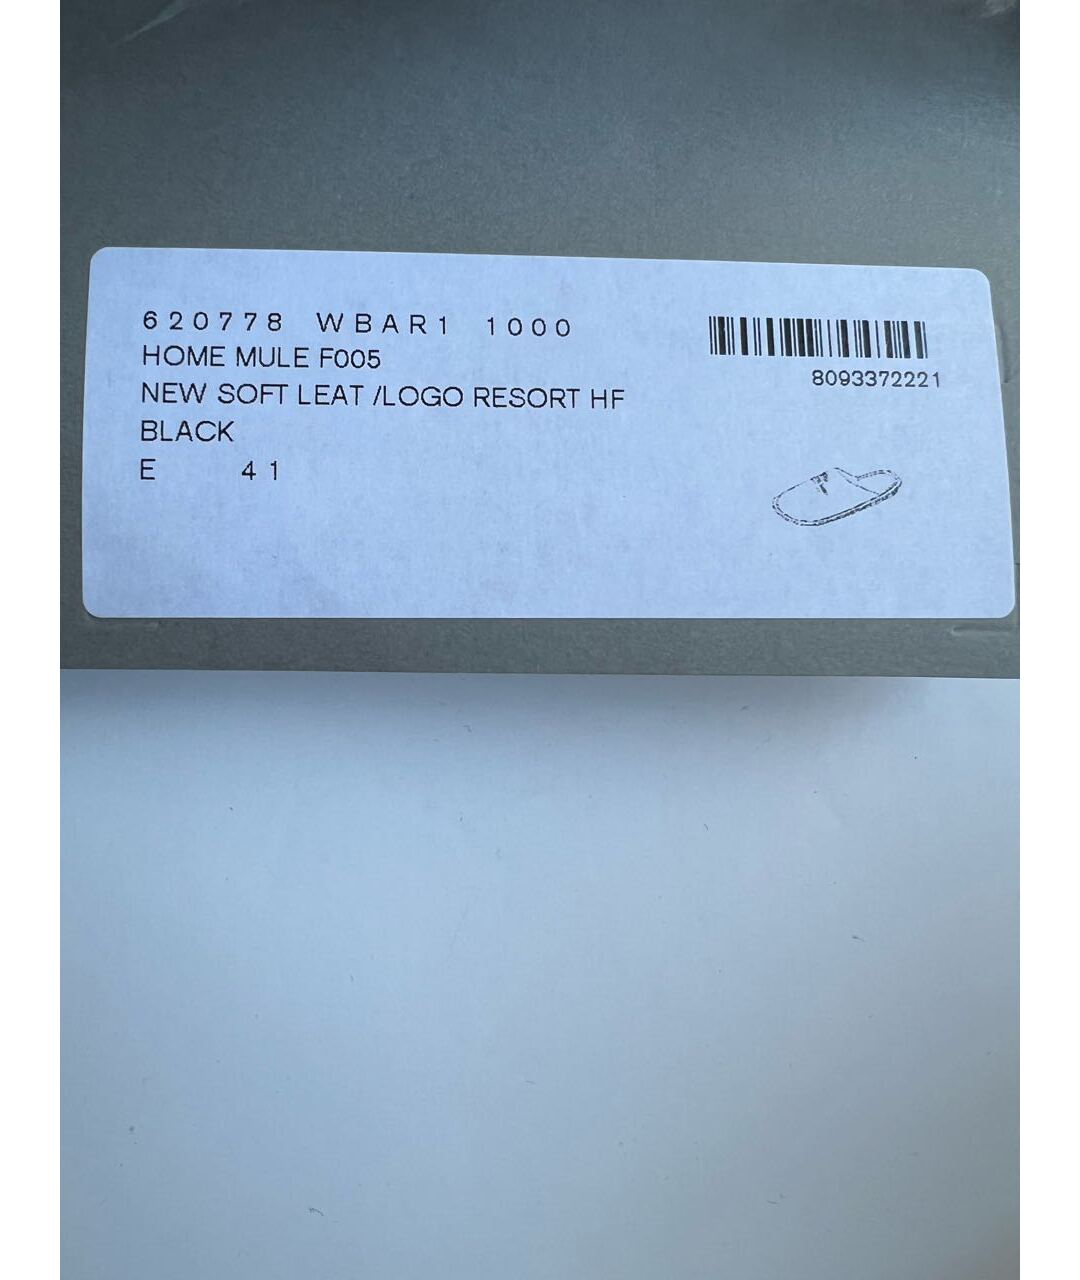 620778 WBAR1 1000
HOME MULE F005
NEW SOFT LEAT /LOGO RESORT HF
BLACK
E 41
8093372221